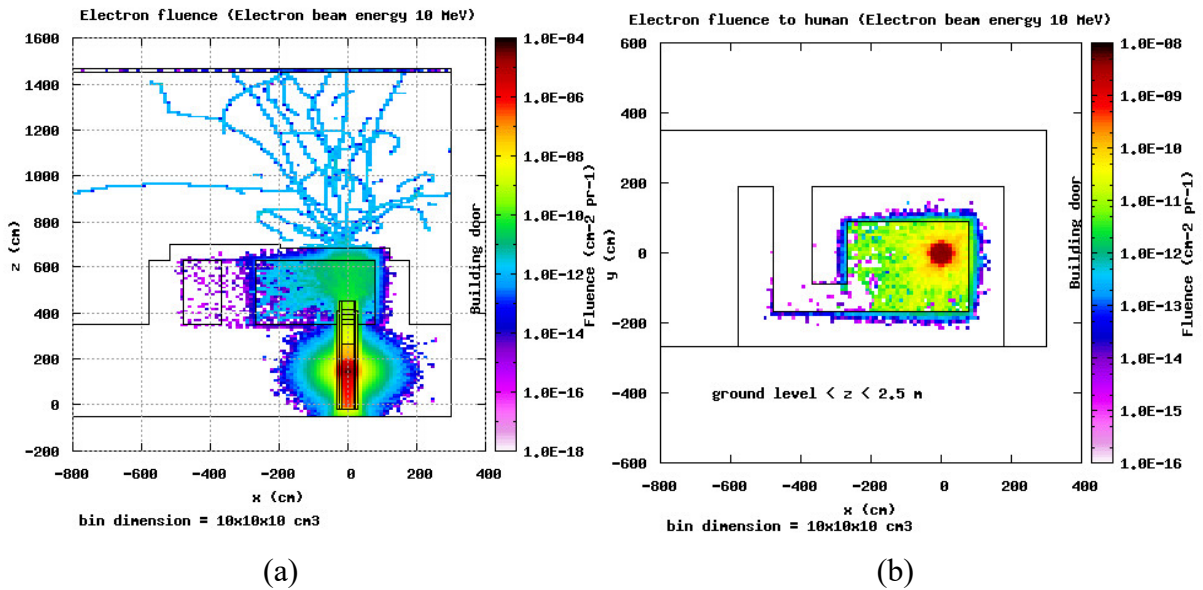 Electron fluence (Electron beam energy 10 MeV)
1600
1400
1200
1000
800
600
400
200
0
-200
z (cm)
-800
-600
-400
-200
0
200
400
x (cm)
Building door
1.0E-04
1.0E-06
1.0E-08
1.0E-10
1.0E-12
1.0E-14
1.0E-16
1.0E-18
Fluence (cm-2 pr-1)
bin dimension = 10x10x10 cm3
(a)
Electron fluence to human (Electron beam energy 10 MeV)
600
400
200
0
-200
-400
-600
y (cm)
ground level < z < 2.5 m
-800
-600
-400
-200
0
200
400
x (cm)
Building door
1.0E-08
1.0E-09
1.0E-10
1.0E-11
1.0E-12
1.0E-13
1.0E-14
1.0E-15
1.0E-16
Fluence (cm-2 pr-1)
bin dimension = 10x10x10 cm3
(b)